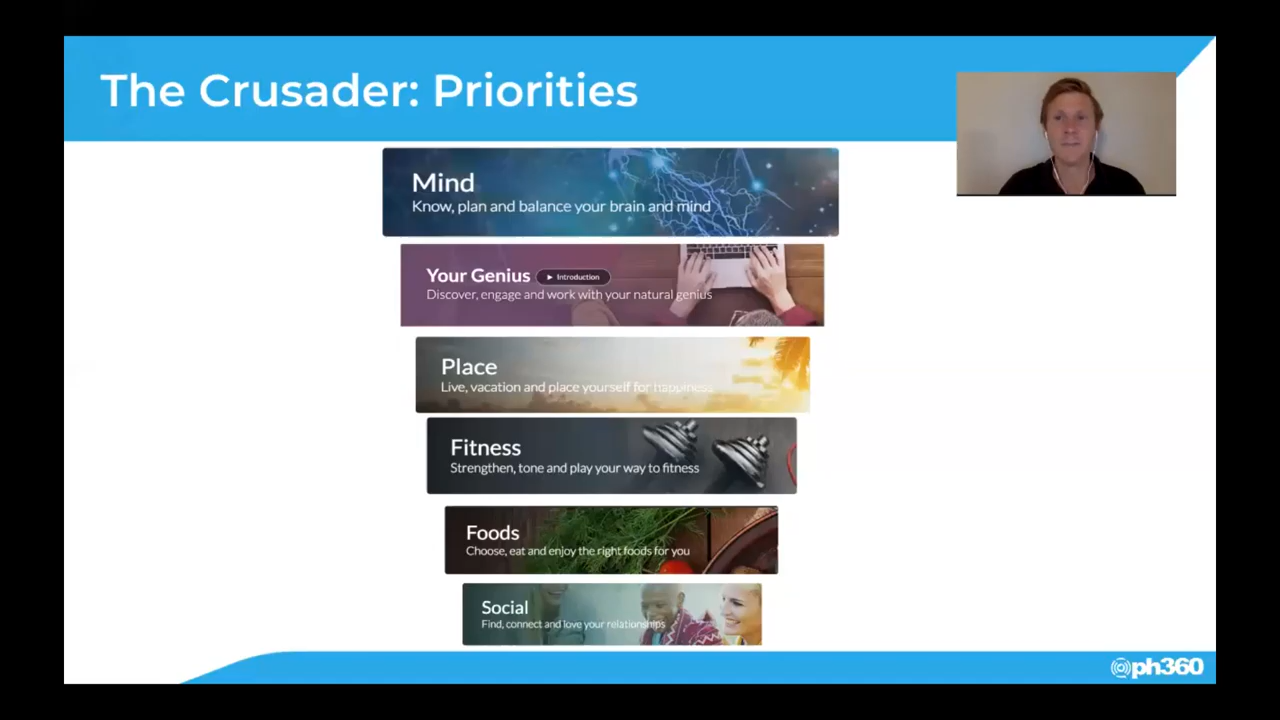 The Crusader: Priorities
Mind
Know, plan and balance your brain and mind
Your Genius
Introduction
Discover, engage and work with your natural genius
Place
Live, vacation and place yourself for happiness
Fitness
Strengthen, tone and play your way to fitness
Foods
Choose, eat and enjoy the right foods for you
Social
Find, connect and love your relationships
ph360